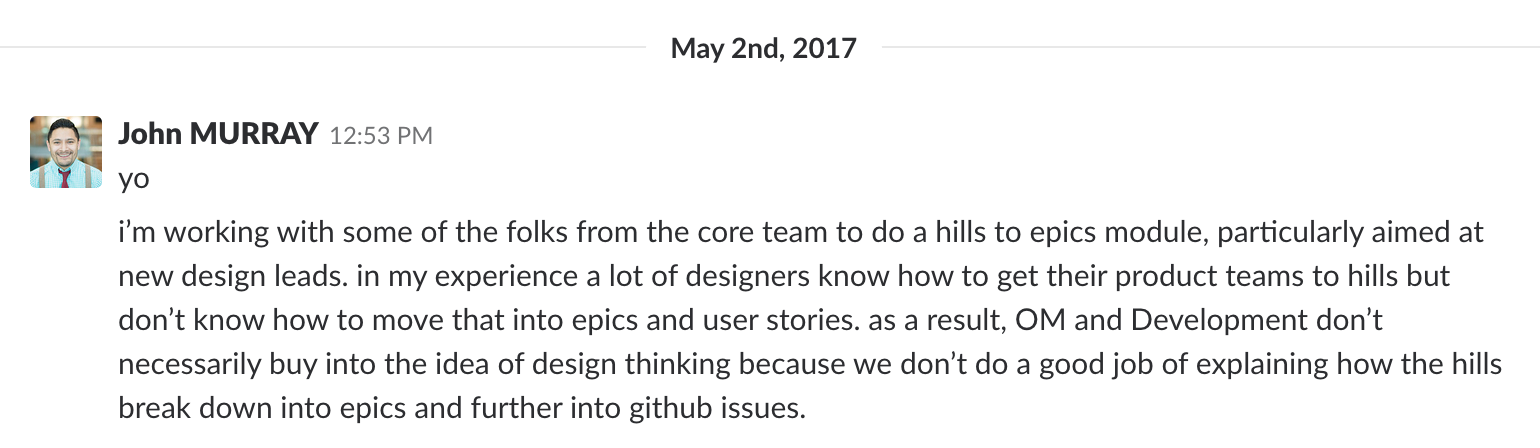 May 2nd, 2017
John MURRAY 12:53 PM
yo
i’m working with some of the folks from the core team to do a hills to epics module, particularly aimed at
new design leads. in my experience a lot of designers know how to get their product teams to hills but
don’t know how to move that into epics and user stories. as a result, OM and Development don’t
necessarily buy into the idea of design thinking because we don’t do a good job of explaining how the hills
break down into epics and further into github issues.